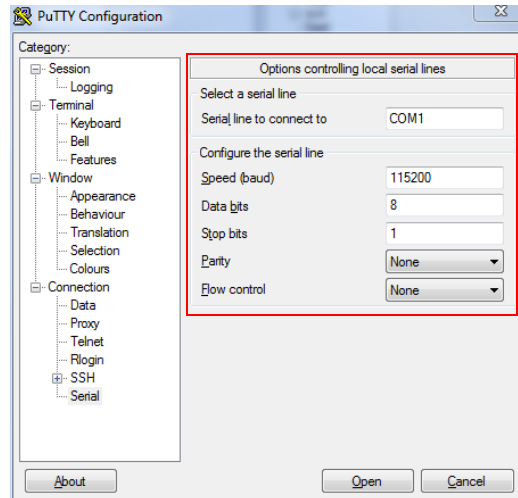 PuTTY Configuration
Category:
Session
Logging
Terminal
Keyboard
Bell
Features
Window
Appearance
Behaviour
Translation
Selection
Colours
Connection
Data
Proxy
Telnet
Rlogin
SSH
Serial
Options controlling local serial lines
Select a serial line
Serial line to connect to COM1
Configure the serial line
Speed (baud) 115200
Data bits 8
Stop bits 1
Parity None
Flow control None
About Open Cancel